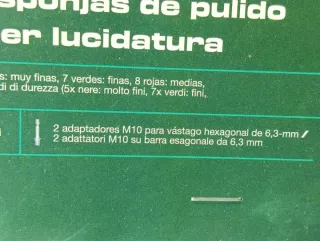 sponjas de pulido
er lucidatura
s: muy finas, 7 verdes: finas, 8 rojas: medias,
di di durezza (5x nere: molto fini, 7x verdi: fini,
2 adaptadores M10 para vástago hexagonal de 6,3-mm
2 adattatori M10 su barra esagonale da 6,3 mm